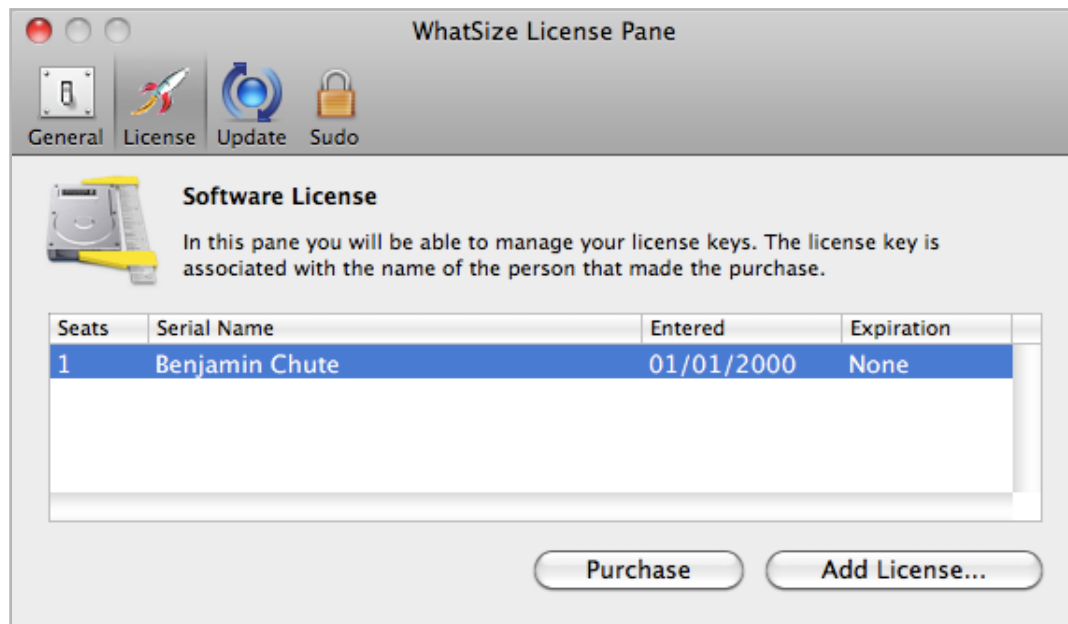 WhatSize License Pane
General License Update Sudo
Software License
In this pane you will be able to manage your license keys. The license key is
associated with the name of the person that made the purchase.
Seats Serial Name Entered Expiration
1 Benjamin Chute 01/01/2000 None
Purchase Add License...